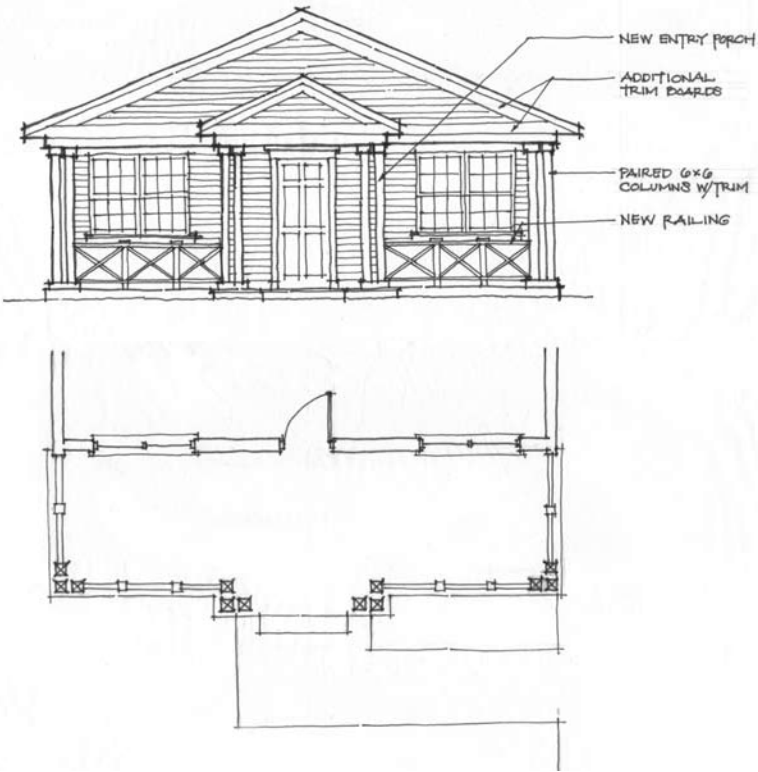 NEW ENTRY PORCH
ADDITIONAL
TRIM BOARDS
PAIRED 6x6
COLUMNS W/TRIM
NEW RAILING